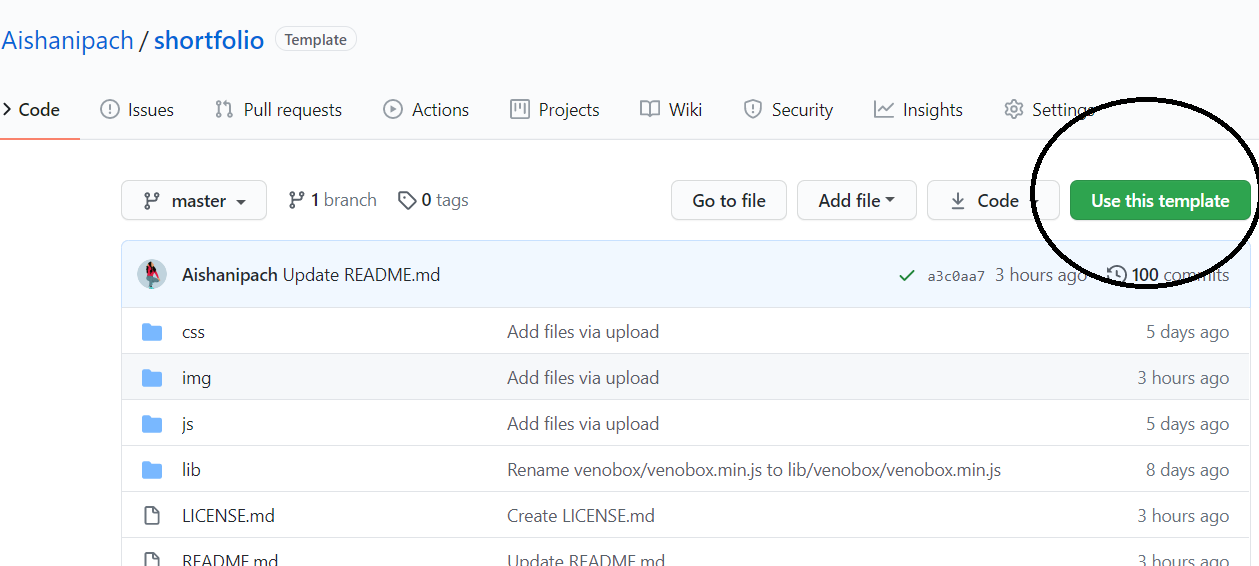 Aishanipach / shortfolio Template
Code Issues Pull requests Actions Projects Wiki Security Insights Settings
master 1 branch 0 tags Go to file Add file Code Use this template
Aishanipach Update README.md a3c0aa7 3 hours ago 100 commits
css Add files via upload 5 days ago
img Add files via upload 3 hours ago
js Add files via upload 5 days ago
lib Rename venobox/venobox.min.js to lib/venobox/venobox.min.js 8 days ago
LICENSE.md Create LICENSE.md 3 hours ago
README.md Update README.md 3 hours ago